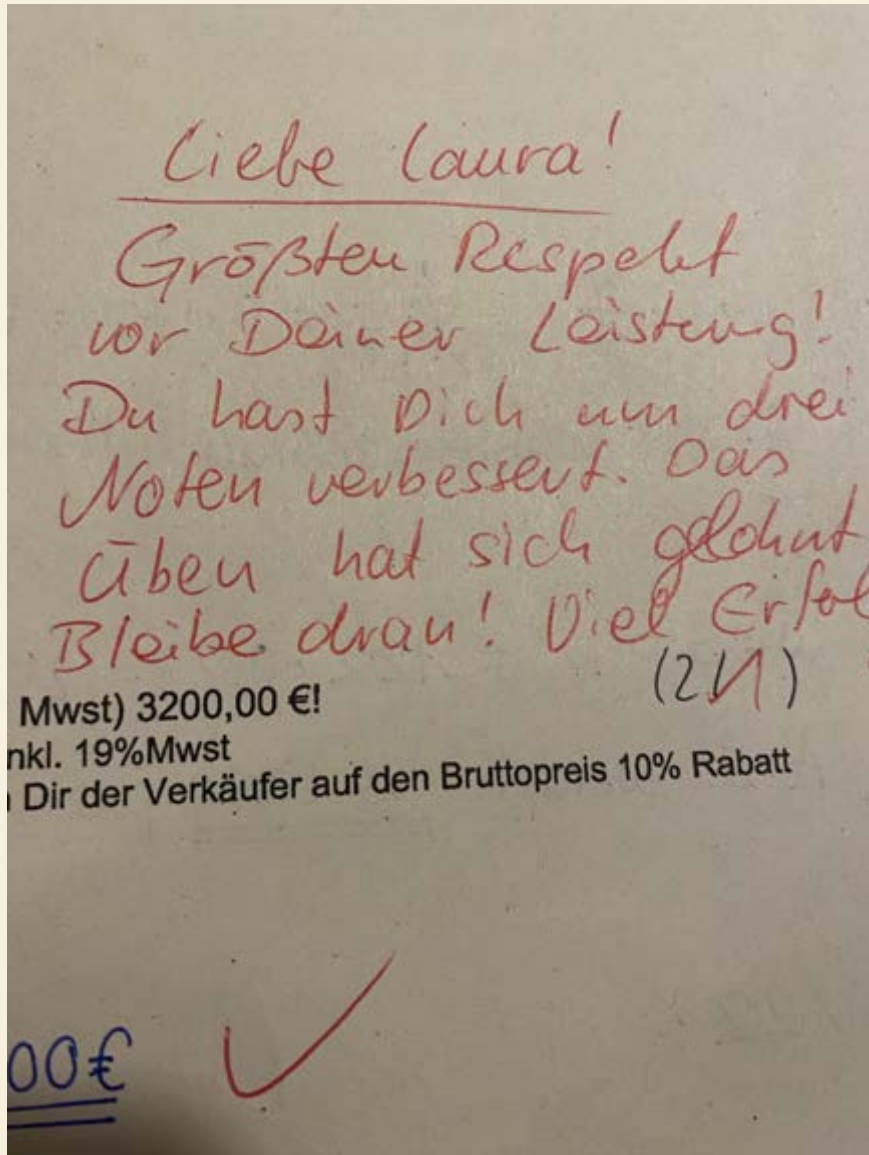 Liebe Laura!
Größten Respekt
vor Deiner Leistung!
Du hast Dich um drei
Noten verbessert. Das
Üben hat sich gelohnt
Bleibe dran! Viel Erfol
(2/1)
Mwst) 3200,00 €!
nkl. 19%Mwst
Dir der Verkäufer auf den Bruttopreis 10% Rabatt
00€